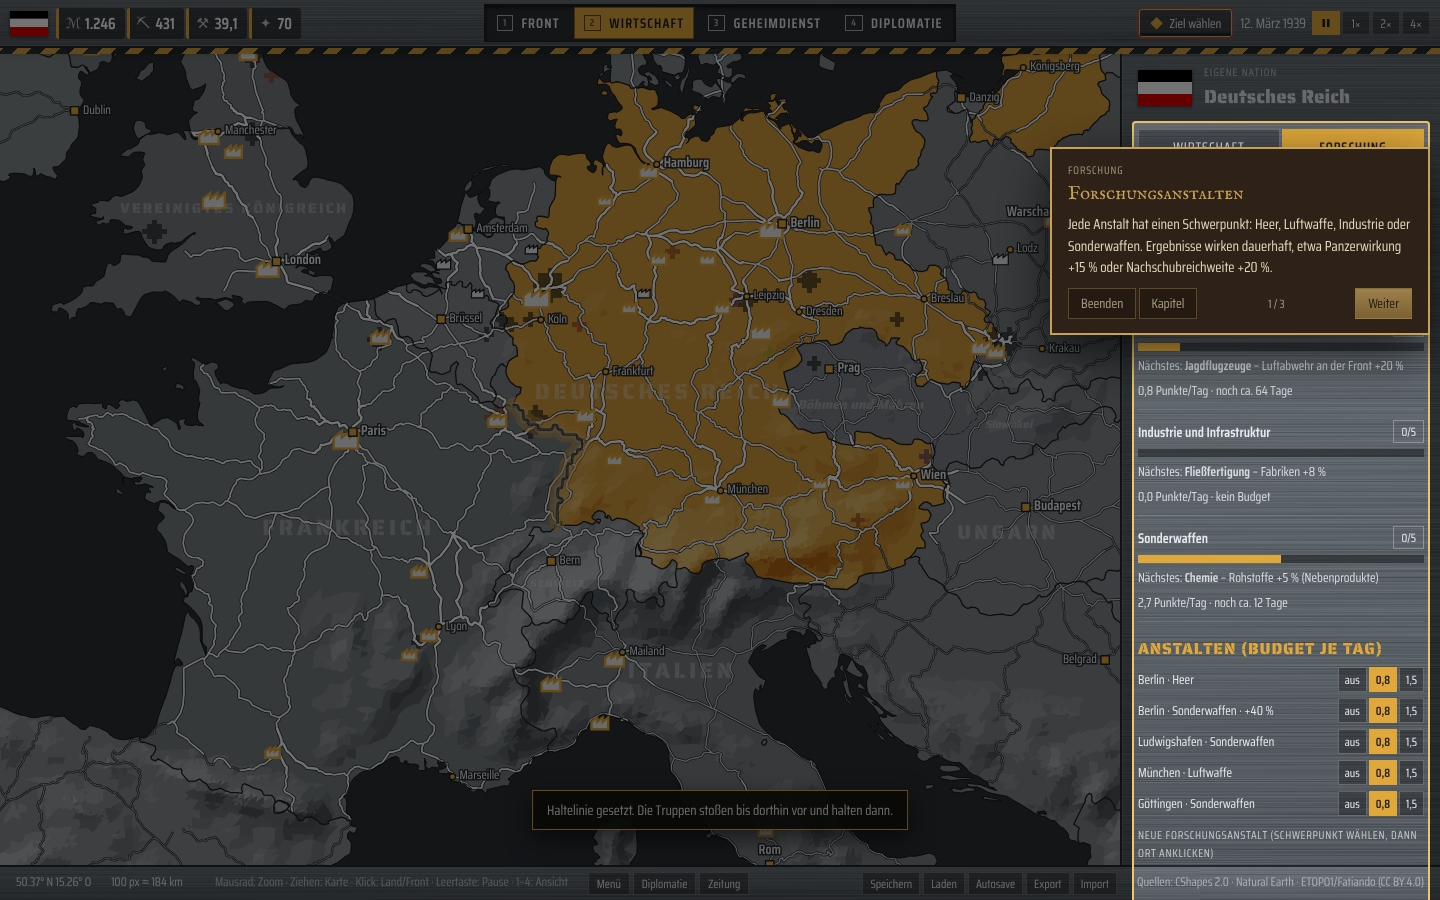 ℳ 1.246
431
39,1
70
1 FRONT
2 WIRTSCHAFT
3 GEHEIMDIENST
4 DIPLOMATIE
Ziel wählen
12. März 1939
1×
2×
4×
EIGENE NATION
Deutsches Reich
WIRTSCHAFT
FORSCHUNG
FORSCHUNG
Forschungsanstalten
Jede Anstalt hat einen Schwerpunkt: Heer, Luftwaffe, Industrie oder
Sonderwaffen. Ergebnisse wirken dauerhaft, etwa Panzerwirkung
+15 % oder Nachschubreichweite +20 %.
Beenden
Kapitel
1 / 3
Weiter
Nächstes: Jagdflugzeuge – Luftabwehr an der Front +20 %
0,8 Punkte/Tag · noch ca. 64 Tage
Industrie und Infrastruktur 0/5
Nächstes: Fließfertigung – Fabriken +8 %
0,0 Punkte/Tag · kein Budget
Sonderwaffen 0/5
Nächstes: Chemie – Rohstoffe +5 % (Nebenprodukte)
2,7 Punkte/Tag · noch ca. 12 Tage
ANSTALTEN (BUDGET JE TAG)
Berlin · Heer aus 0,8 1,5
Berlin · Sonderwaffen · +40 % aus 0,8 1,5
Ludwigshafen · Sonderwaffen aus 0,8 1,5
München · Luftwaffe aus 0,8 1,5
Göttingen · Sonderwaffen aus 0,8 1,5
NEUE FORSCHUNGSANSTALT (SCHWERPUNKT WÄHLEN, DANN
ORT ANKLICKEN)
Quellen: CShapes 2.0 · Natural Earth · ETOPO1/Fatiando (CC BY 4.0)
Königsberg
Danzig
Dublin
Manchester
Hamburg
VEREINIGTES KÖNIGREICH
Amsterdam
Berlin
Warscha
Lodz
London
Leipzig
Breslau
Brüssel
Köln
Dresden
Krakau
Frankfurt
Prag
DEUTSCHES REICH
Böhmen und Mähren
Slowakei
Paris
Wien
München
Budapest
FRANKREICH
UNGARN
Bern
Lyon
Mailand
ITALIEN
Belgrad
Marseille
Haltelinie gesetzt. Die Truppen stoßen bis dorthin vor und halten dann.
Rom
50.37° N 15.26° O
100 px ≈ 184 km
Mausrad: Zoom · Ziehen: Karte · Klick: Land/Front · Leertaste: Pause · 1-4: Ansicht
Menü
Diplomatie
Zeitung
Speichern
Laden
Autosave
Export
Import